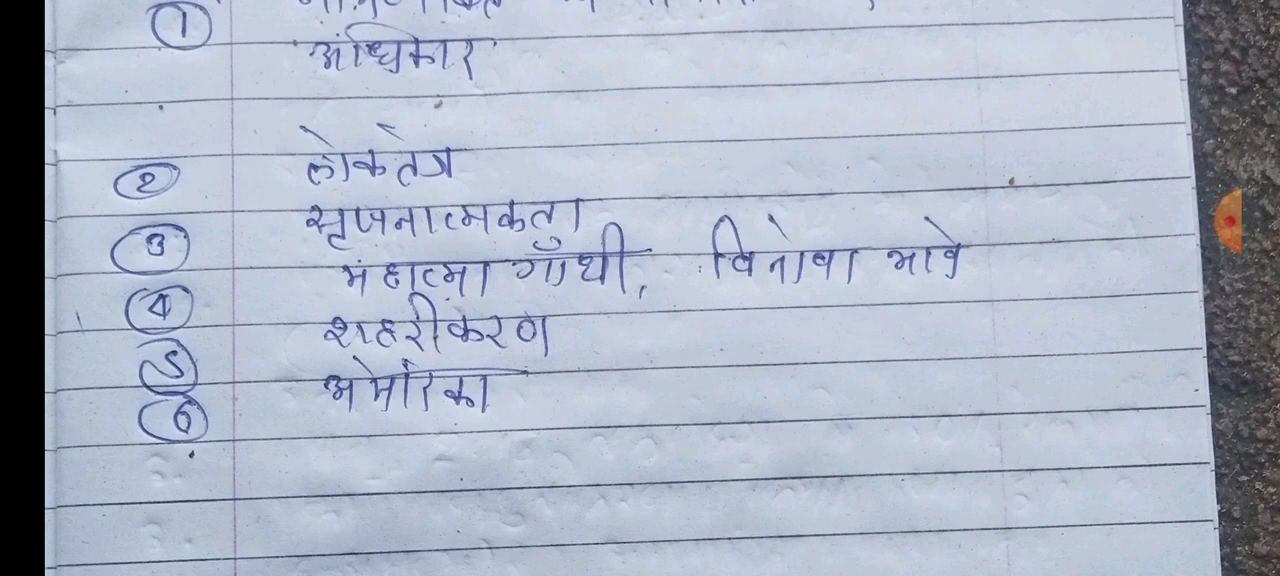 ①
अधिकार
② लोकतंत्र
③ सृजनात्मकता
④ महात्मा गाँधी, विनोवा भावे
⑤ शहरीकरण
⑥ अमेरिका